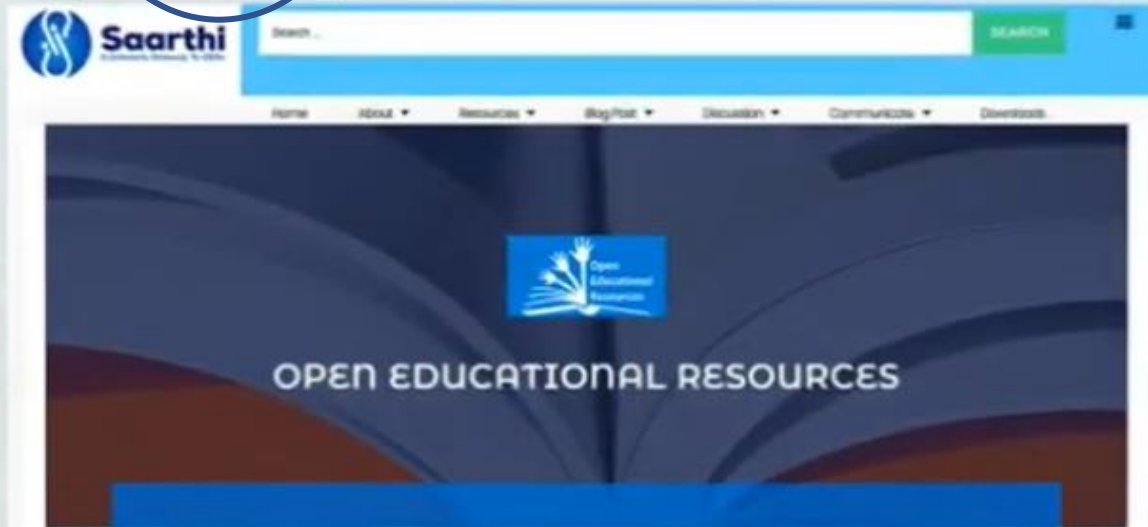 Saarthi
Search ...
SEARCH
Home About Resources Blog Post Discussion Communicate Downloads
Open
Educational
Resources
OPEN EDUCATIONAL RESOURCES